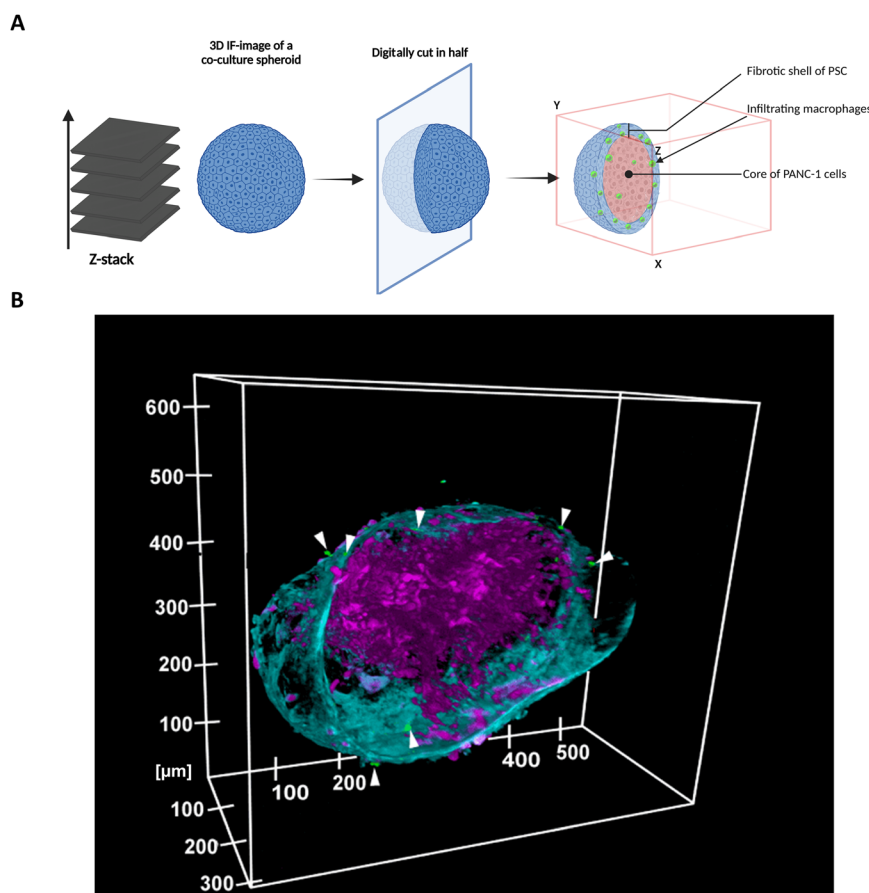 A
3D IF-image of a
co-culture spheroid
Digitally cut in half
Z-stack
Fibrotic shell of PSC
Infiltrating macrophages
Core of PANC-1 cells
Y
Z
X
B
600
500
400
300
200
100
[µm]
100
200
300
100
200
400
500